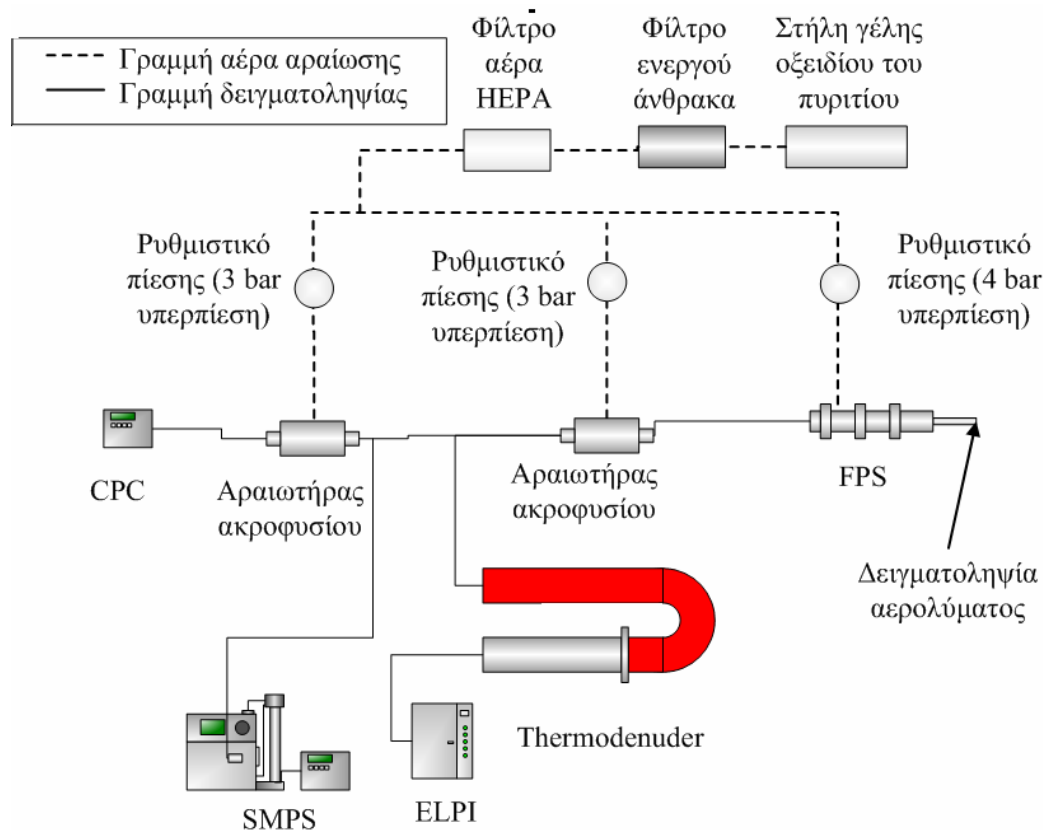 Γραμμή αέρα αραίωσης
Γραμμή δειγματοληψίας
Φίλτρο
αέρα
HEPA
Φίλτρο
ενεργού
άνθρακα
Στήλη γέλης
οξειδίου του
πυριτίου
Ρυθμιστικό
πίεσης (3 bar
υπερπίεση)
Ρυθμιστικό
πίεσης (3 bar
υπερπίεση)
Ρυθμιστικό
πίεσης (4 bar
υπερπίεση)
CPC
Αραιωτήρας
ακροφυσίου
Αραιωτήρας
ακροφυσίου
FPS
Δειγματοληψία
αερολύματος
Thermodenuder
SMPS
ELPI